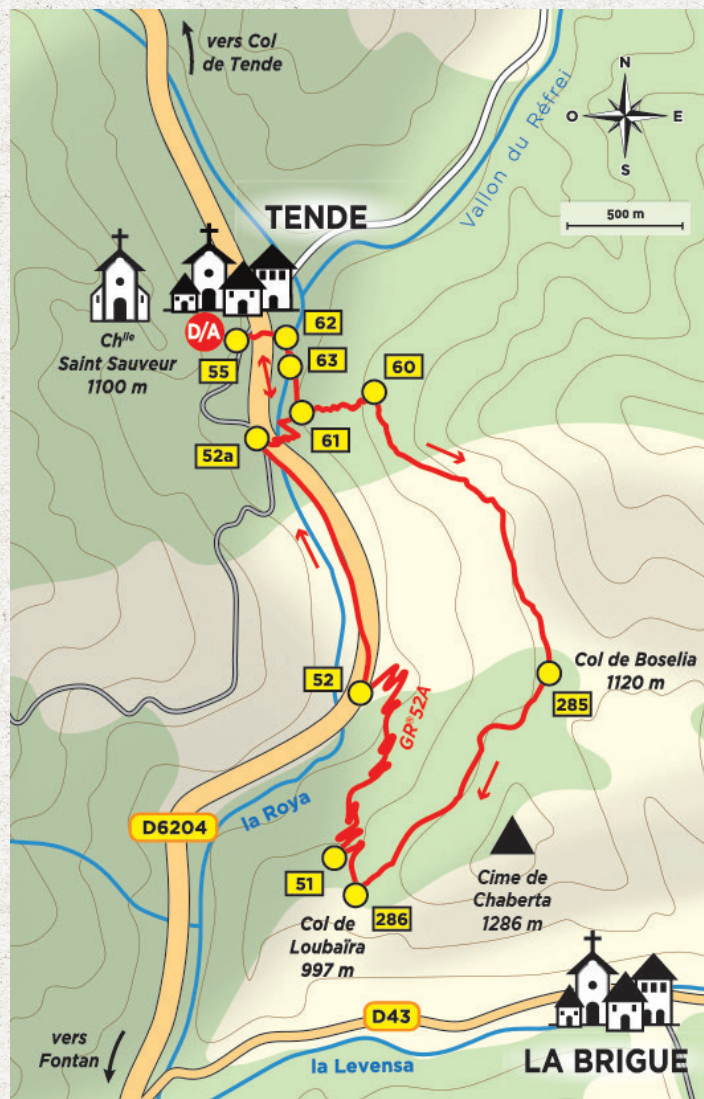 vers Col
de Tende
N
O
E
S
500 m
Vallon du Réfrei
TENDE
Ch^lle
Saint Sauveur
1100 m
D/A
55
62
63
60
61
52a
52
GR®52A
Col de Boselia
1120 m
285
la Roya
D6204
51
286
Col de
Loubaïra
997 m
Cime de
Chaberta
1286 m
D43
vers
Fontan
la Levensa
LA BRIGUE